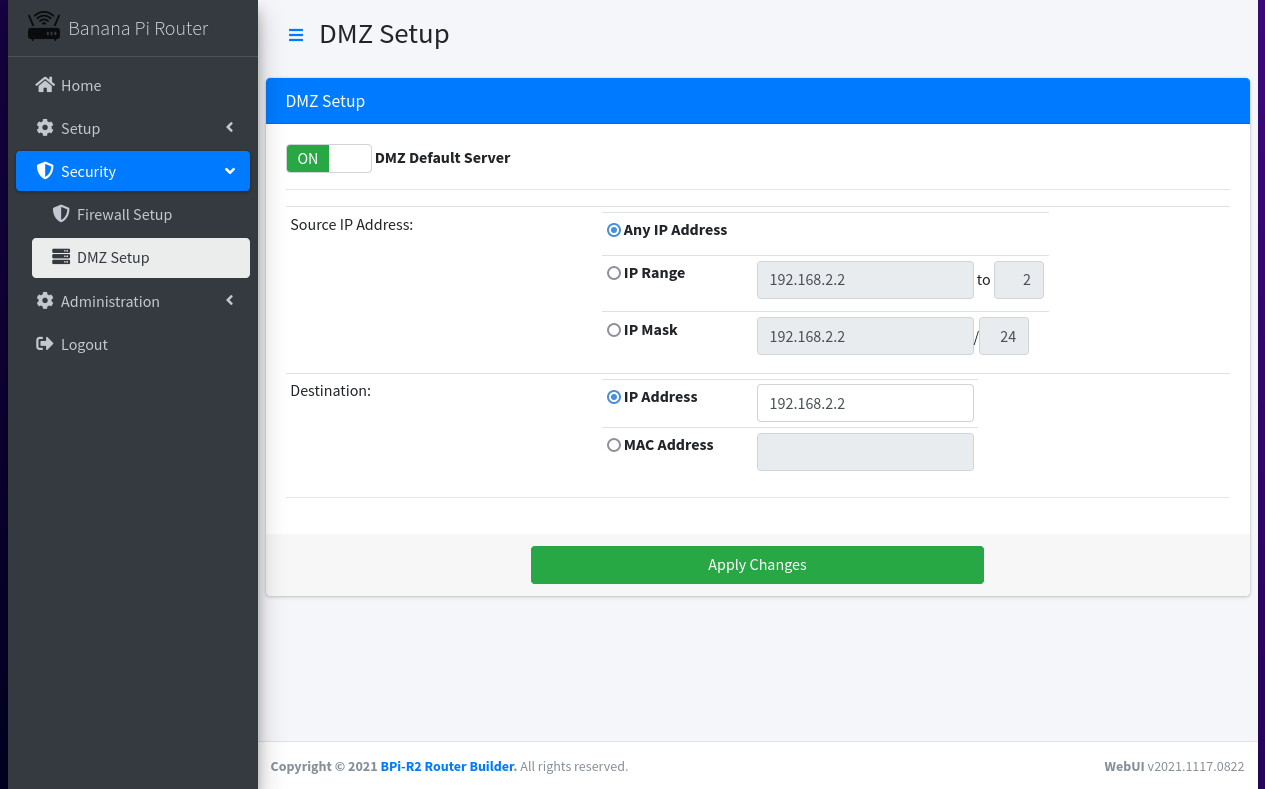 Banana Pi Router
DMZ Setup
Home
Setup
Security
Firewall Setup
DMZ Setup
Administration
Logout
DMZ Setup
ON DMZ Default Server
Source IP Address:
Any IP Address
IP Range 192.168.2.2 to 2
IP Mask 192.168.2.2 / 24
Destination:
IP Address 192.168.2.2
MAC Address
Apply Changes
Copyright © 2021 BPi-R2 Router Builder. All rights reserved.
WebUI v2021.1117.0822